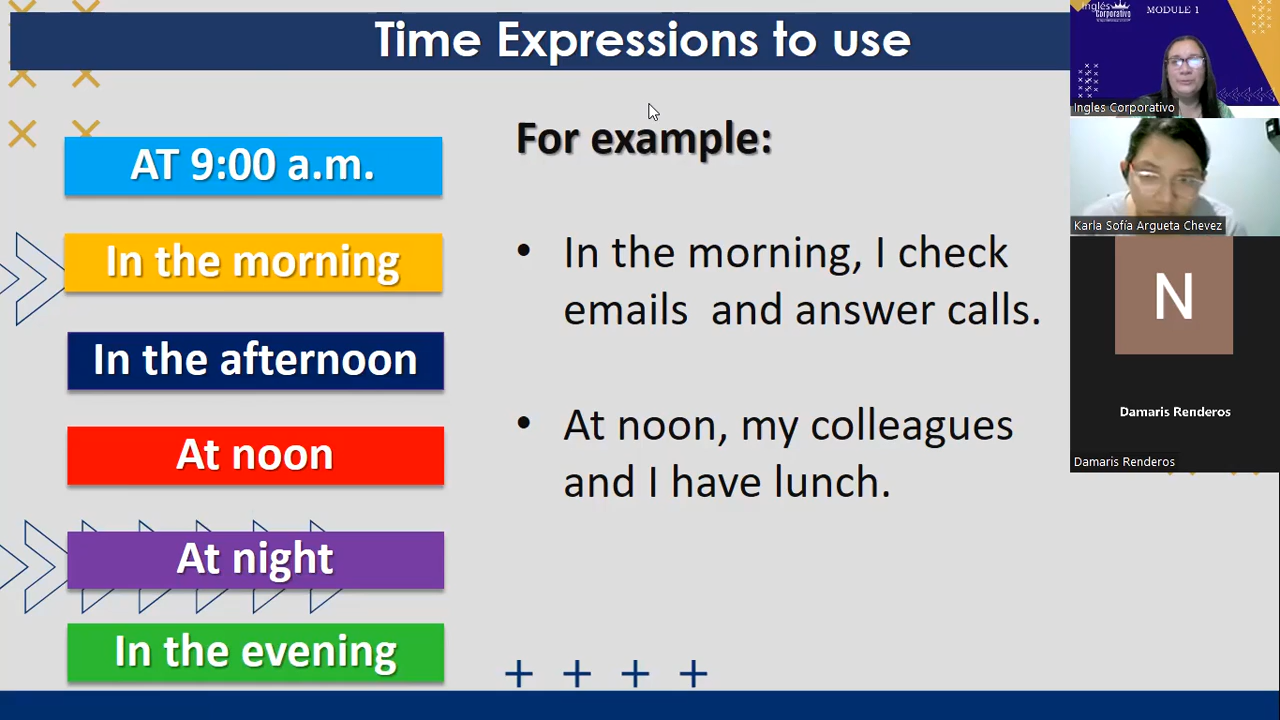 Time Expressions to use
AT 9:00 a.m.
In the morning
In the afternoon
At noon
At night
In the evening
For example:
• In the morning, I check
emails and answer calls.
• At noon, my colleagues
and I have lunch.
Inglés
Corporativo
MODULE 1
Ingles Corporativo
Karla Sofía Argueta Chevez
N
Damaris Renderos
Damaris Renderos